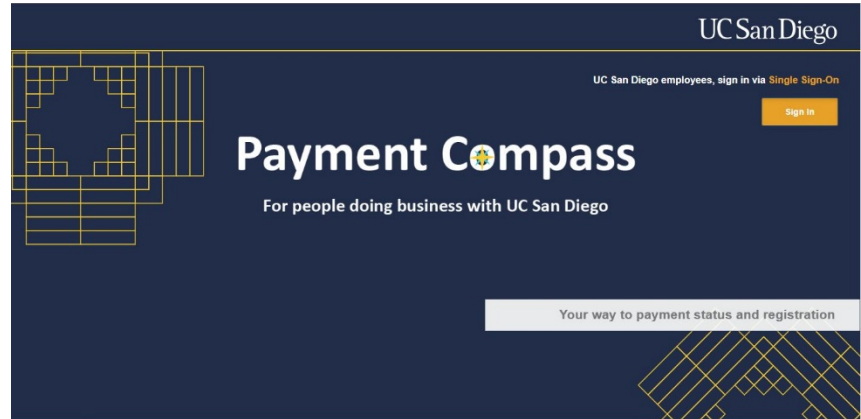 UC San Diego
UC San Diego employees, sign in via Single Sign-On
Sign In
Payment Compass
For people doing business with UC San Diego
Your way to payment status and registration